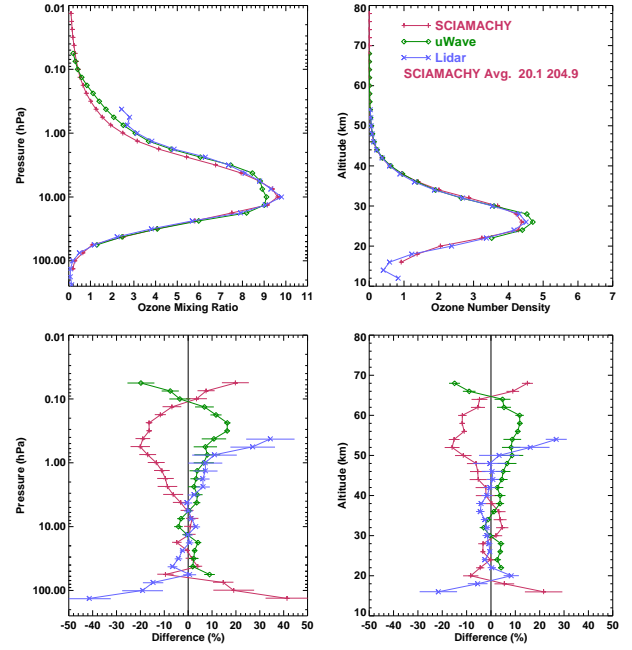 0.01
0.10
1.00
10.00
100.00
Pressure (hPa)
0 1 2 3 4 5 6 7 8 9 10 11
Ozone Mixing Ratio
80
70
60
50
40
30
20
10
Altitude (km)
0 1 2 3 4 5 6 7
Ozone Number Density
SCIAMACHY
uWave
Lidar
SCIAMACHY Avg. 20.1 204.9
0.01
0.10
1.00
10.00
100.00
Pressure (hPa)
-50 -40 -30 -20 -10 0 10 20 30 40 50
Difference (%)
80
70
60
50
40
30
20
10
Altitude (km)
-50 -40 -30 -20 -10 0 10 20 30 40 50
Difference (%)